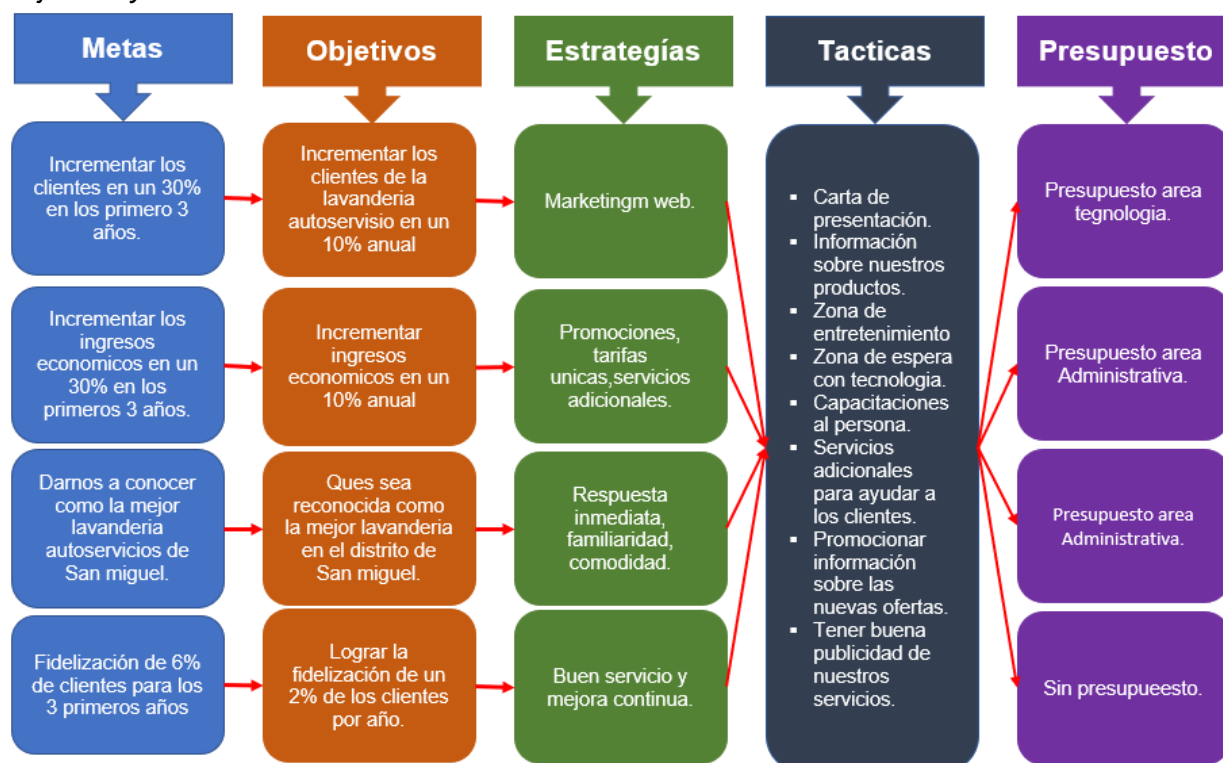 Metas
Objetivos
Estrategías
Tacticas
Presupuesto
Incrementar los
clientes en un 30%
en los primero 3
años.
Incrementar los
clientes de la
lavanderia
autoservisio en un
10% anual
Marketingm web.
Incrementar los
ingresos
economicos en un
30% en los
primeros 3 años.
Incrementar
ingresos
economicos en un
10% anual
Promociones,
tarifas
unicas,servicios
adicionales.
Darnos a conocer
como la mejor
lavanderia
autoservicios de
San miguel.
Ques sea
reconocida como
la mejor lavanderia
en el distrito de
San miguel.
Respuesta
inmediata,
familiaridad,
comodidad.
Fidelización de 6%
de clientes para los
3 primeros años
Lograr la
fidelización de un
2% de los clientes
por año.
Buen servicio y
mejora continua.
▪ Carta de
presentación.
▪ Información
sobre nuestros
productos.
▪ Zona de
entretenimiento
▪ Zona de espera
con tecnologia.
▪ Capacitaciones
al persona.
▪ Servicios
adicionales
para ayudar a
los clientes.
▪ Promocionar
información
sobre las
nuevas ofertas.
▪ Tener buena
publicidad de
nuestros
servicios.
Presupuesto area
tegnologia.
Presupuesto area
Administrativa.
Presupuesto area
Administrativa.
Sin presupueesto.